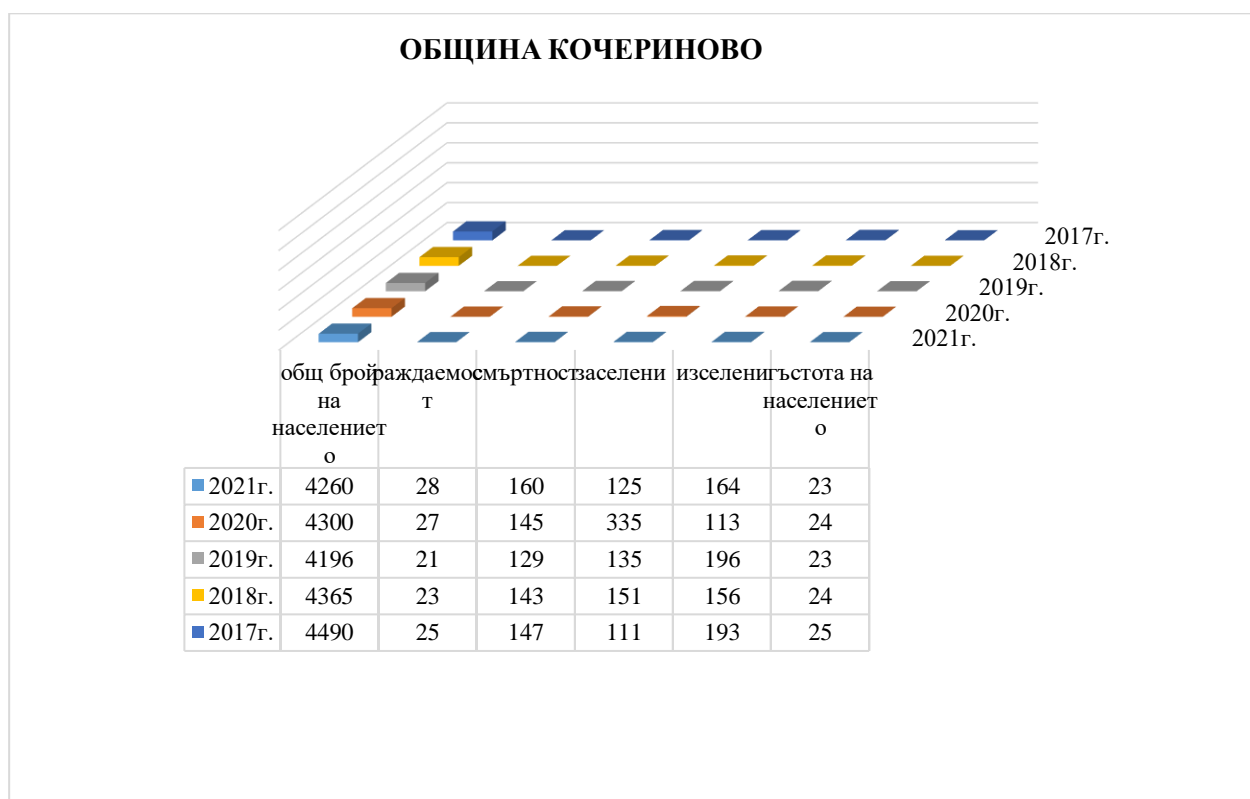 ОБЩИНА КОЧЕРИНОВО
2017г.
2018г.
2019г.
2020г.
2021г.
общ брой на населението раждаемост смъртност заселени изселени гъстота на населението
2021г. 4260 28 160 125 164 23
2020г. 4300 27 145 335 113 24
2019г. 4196 21 129 135 196 23
2018г. 4365 23 143 151 156 24
2017г. 4490 25 147 111 193 25